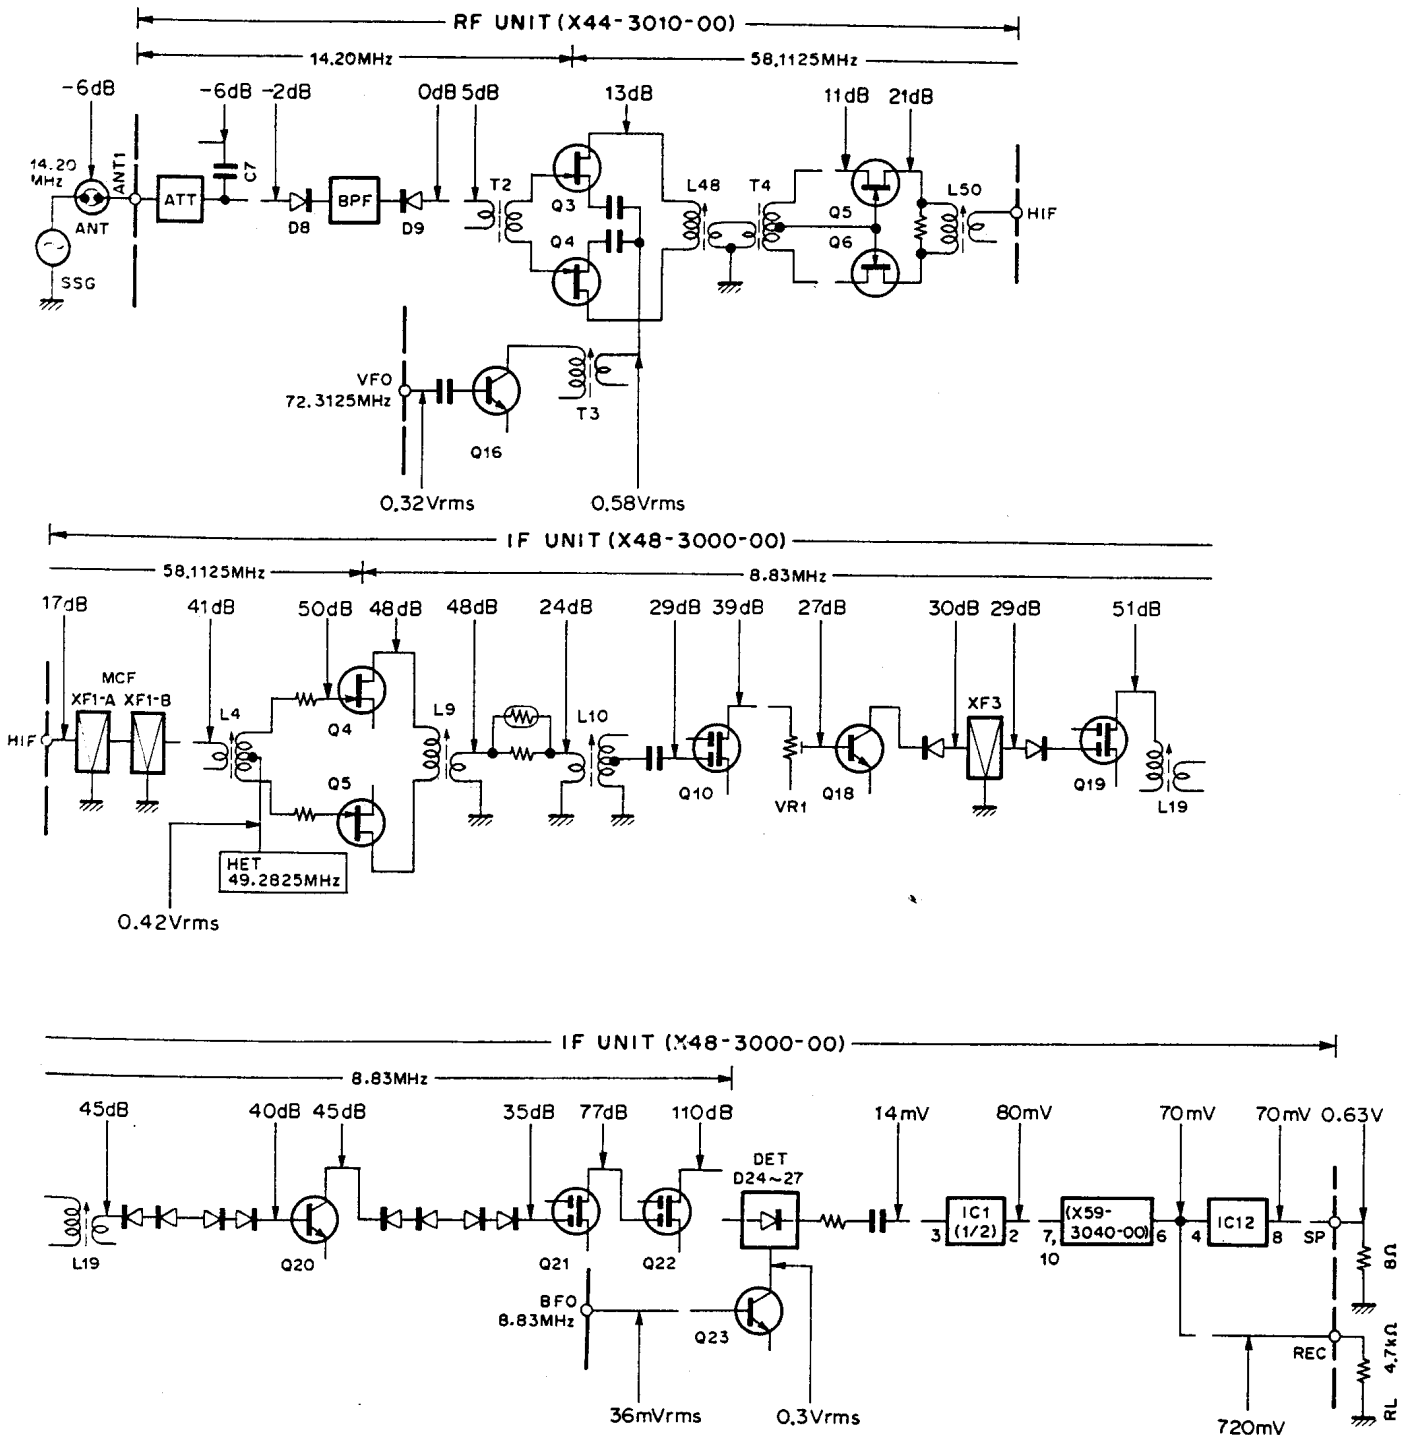 RF UNIT (X44-3010-00)
14.20MHz
58.1125MHz
-6dB
-6dB
-2dB
0dB
5dB
13dB
11dB
21dB
14.20
MHz
ANT1
C7
ATT
BPF
T2
Q3
Q4
L48
T4
Q5
Q6
L50
HIF
ANT
D8
D9
SSG
VFO
72.3125MHz
T3
Q16
0.32Vrms
0.58Vrms
IF UNIT (X48-3000-00)
58.1125MHz
8.83MHz
17dB
41dB
50dB
48dB
48dB
24dB
29dB
39dB
27dB
30dB
29dB
51dB
MCF
XF1-A
XF1-B
L4
Q4
L9
L10
XF3
HIF
Q5
Q10
VR1
Q18
Q19
L19
HET
49.2825MHz
0.42Vrms
IF UNIT (X48-3000-00)
8.83MHz
45dB
40dB
45dB
35dB
77dB
110dB
14mV
80mV
70mV
70mV
0.63V
DET
D24~27
IC1
(1/2)
(X59-
3040-00)
IC12
3
2
7,
10
6
4
8
SP
8Ω
L19
Q20
Q21
Q22
BFO
8.83MHz
Q23
REC
4.7kΩ
RL
36mVrms
0.3Vrms
720mV